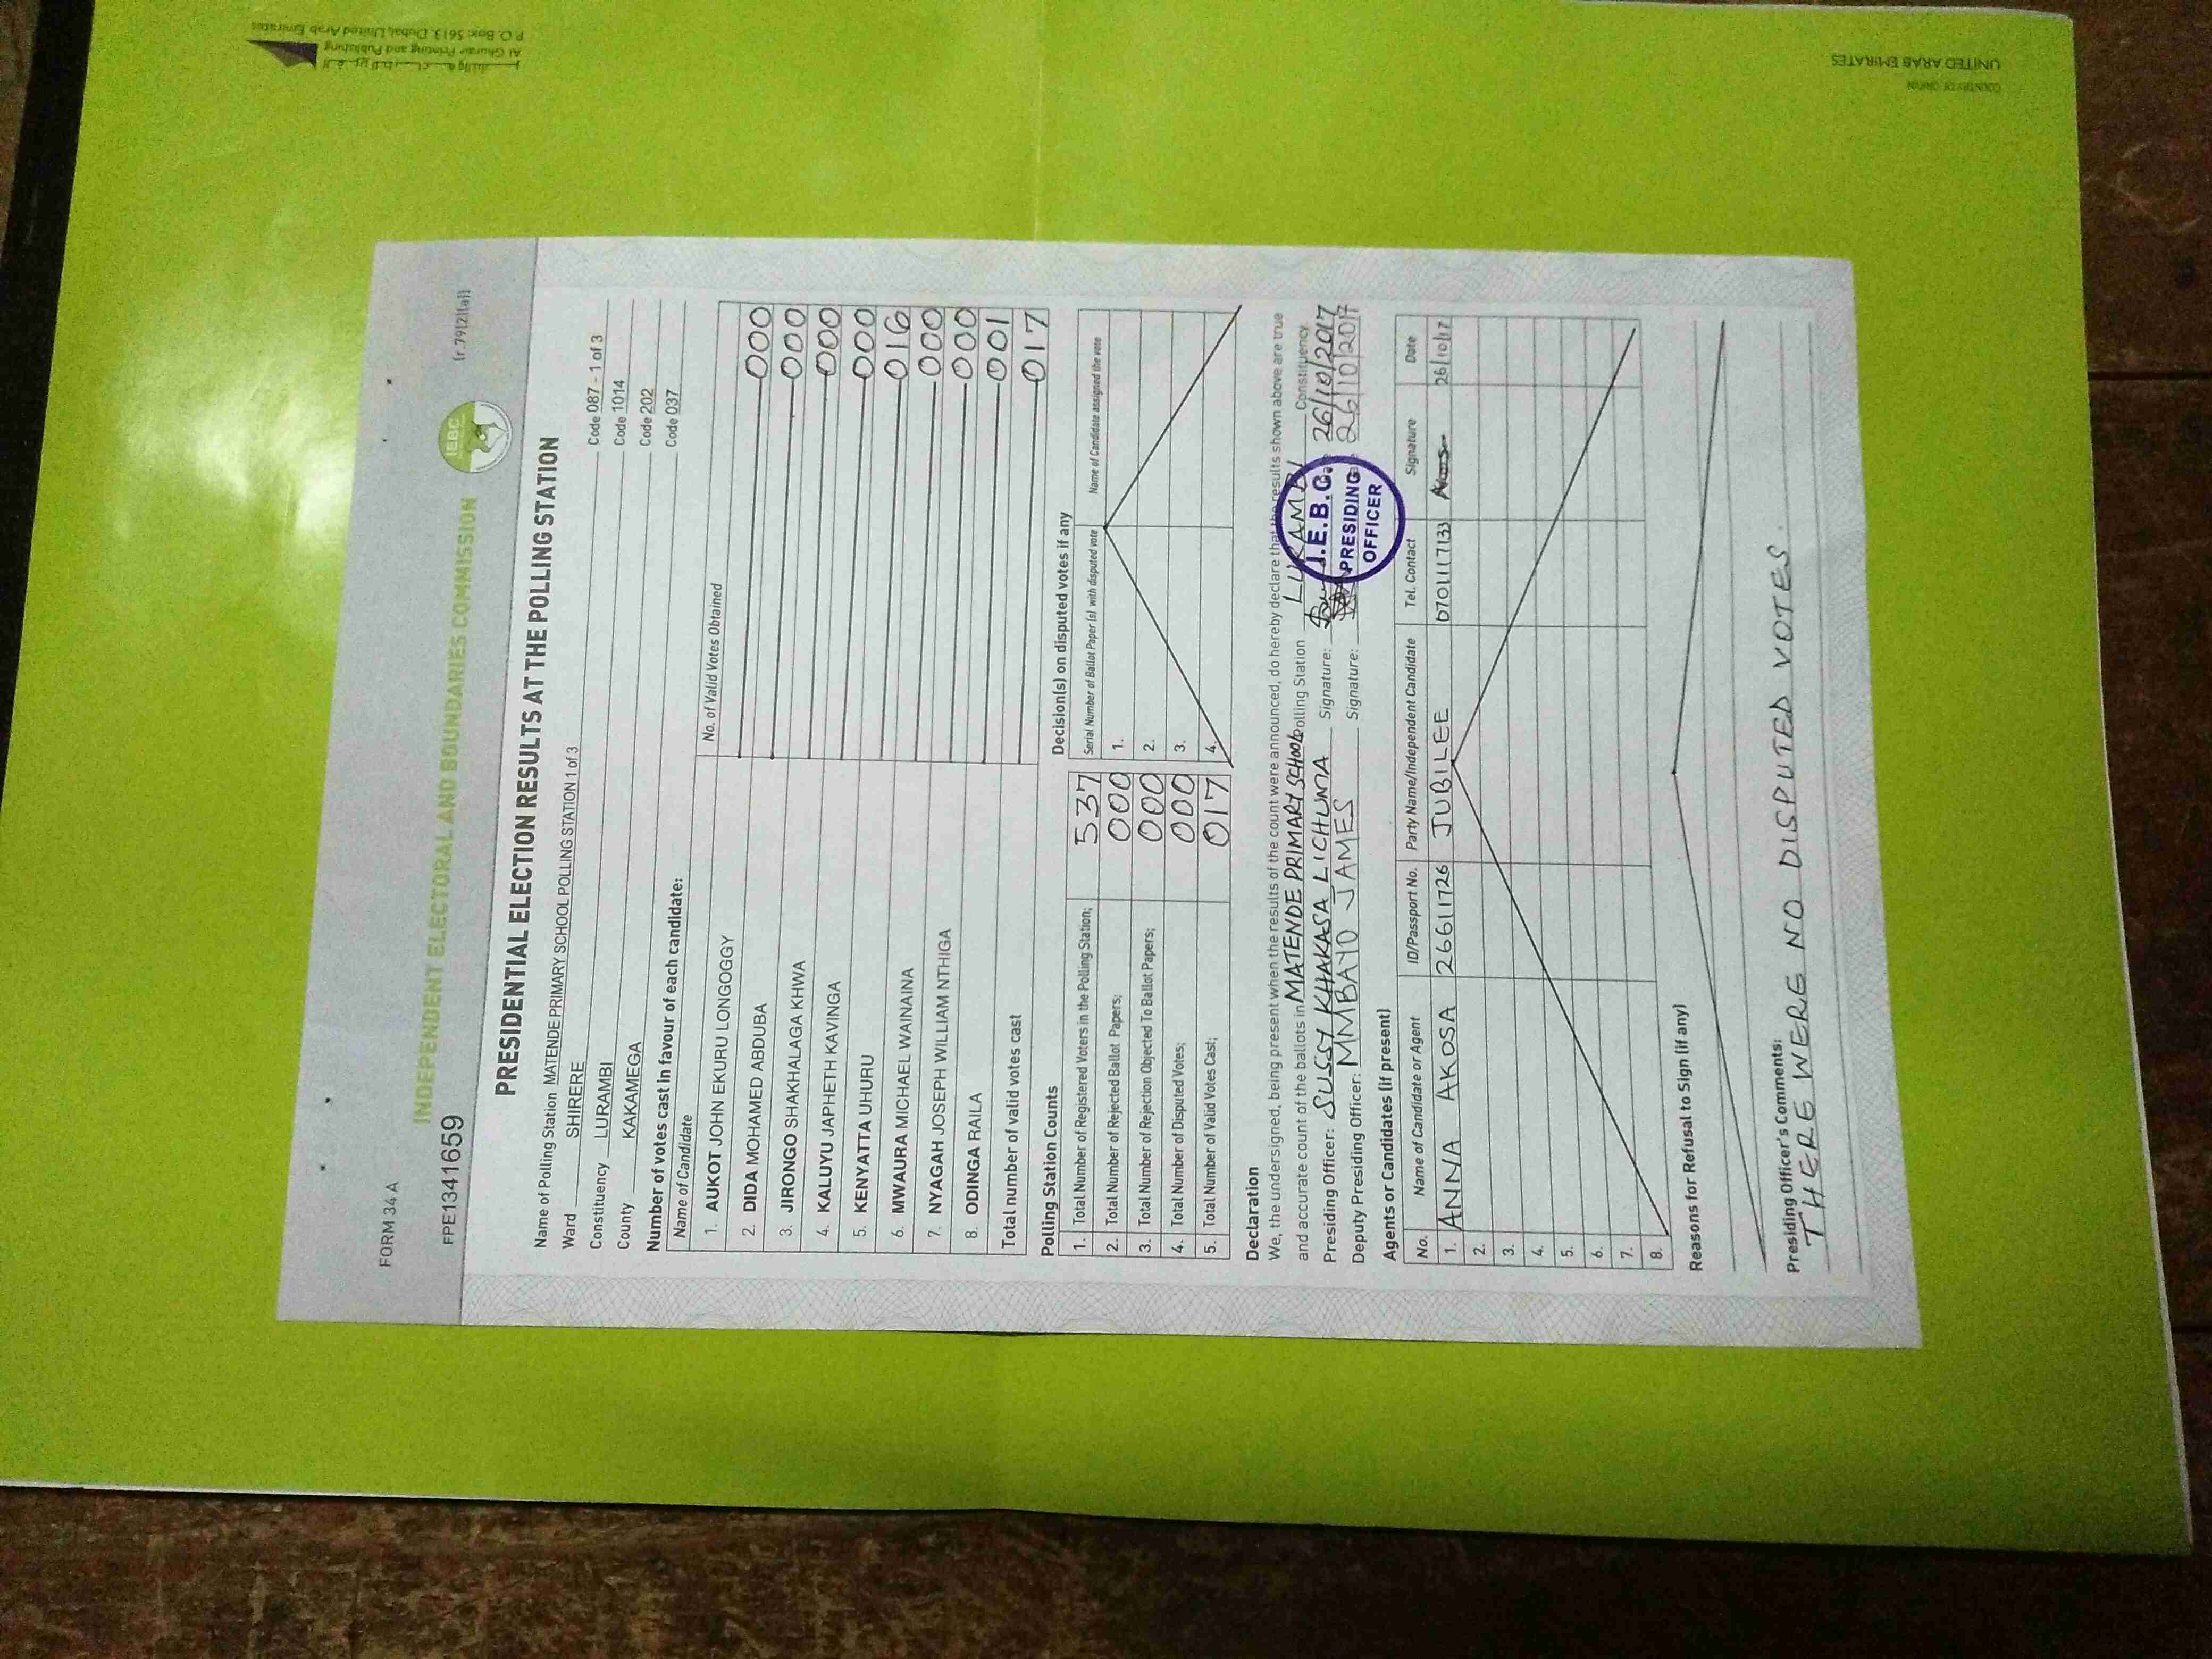 FORM 34 A
INDEPENDENT ELECTORAL AND BOUNDARIES COMMISSION
IEBC
(r.79(2)(a))
FPE1341659
PRESIDENTIAL ELECTION RESULTS AT THE POLLING STATION
Name of Polling Station MATENDE PRIMARY SCHOOL POLLING STATION 1 of 3 Code 087 - 1 of 3
Ward SHIRERE Code 1014
Constituency LURAMBI Code 202
County KAKAMEGA Code 037
Number of votes cast in favour of each candidate:
Name of Candidate No. of Valid Votes Obtained
1. AUKOT JOHN EKURU LONGOGGY 000
2. DIDA MOHAMED ABDUBA 000
3. JIRONGO SHAKHALAGA KHWA 000
4. KALUYU JAPHETH KAVINGA 000
5. KENYATTA UHURU 016
6. MWAURA MICHAEL WAINAINA 000
7. NYAGAH JOSEPH WILLIAM NTHIGA 000
8. ODINGA RAILA 001
Total number of valid votes cast 017
Polling Station Counts
1. Total Number of Registered Voters in the Polling Station; 537
2. Total Number of Rejected Ballot Papers; 000
3. Total Number of Rejection Objected To Ballot Papers; 000
4. Total Number of Disputed Votes; 000
5. Total Number of Valid Votes Cast; 017
Decision(s) on disputed votes if any
Serial Number of Ballot Paper (s) with disputed vote Name of Candidate assigned the vote
1.
2.
3.
4.
Declaration
We, the undersigned, being present when the results of the count were announced, do hereby declare that the results shown above are true
and accurate count of the ballots in MATENDE PRIMARY SCHOOL Polling Station LURAMBI Constituency
Presiding Officer: SUSSY KHAKASA LICHUMA Signature: 26/10/2017
Deputy Presiding Officer: MMBAYO JAMES Signature: 26/10/2017
I.E.B.C.
PRESIDING
OFFICER
Agents or Candidates (if present)
No. Name of Candidate or Agent ID/Passport No. Party Name/Independent Candidate Tel. Contact Signature Date
1. ANNA AKOSA 26611726 JUBILEE 0701117133 26/10/17
2.
3.
4.
5.
6.
7.
8.
Reasons for Refusal to Sign (if any)
Presiding Officer's Comments:
THERE WERE NO DISPUTED VOTES.
Al Ghurair Printing and Publishing
P.O. Box: 5613, Dubai, United Arab Emirates
COUNTRY OF ORIGIN
UNITED ARAB EMIRATES